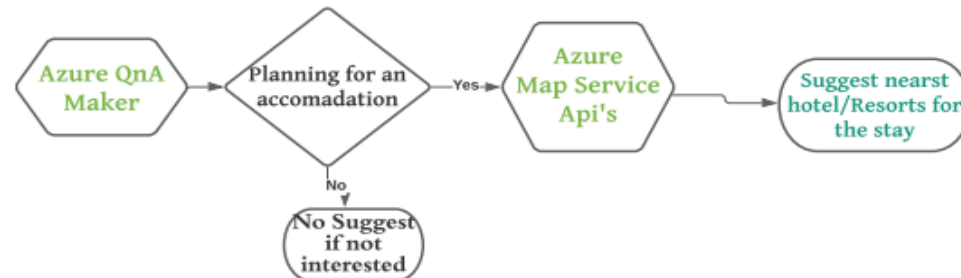 Azure QnA
Maker
Planning for an
accomadation
Yes
Azure
Map Service
Api's
Suggest nearst
hotel/Resorts for
the stay
No
No Suggest
if not
interested